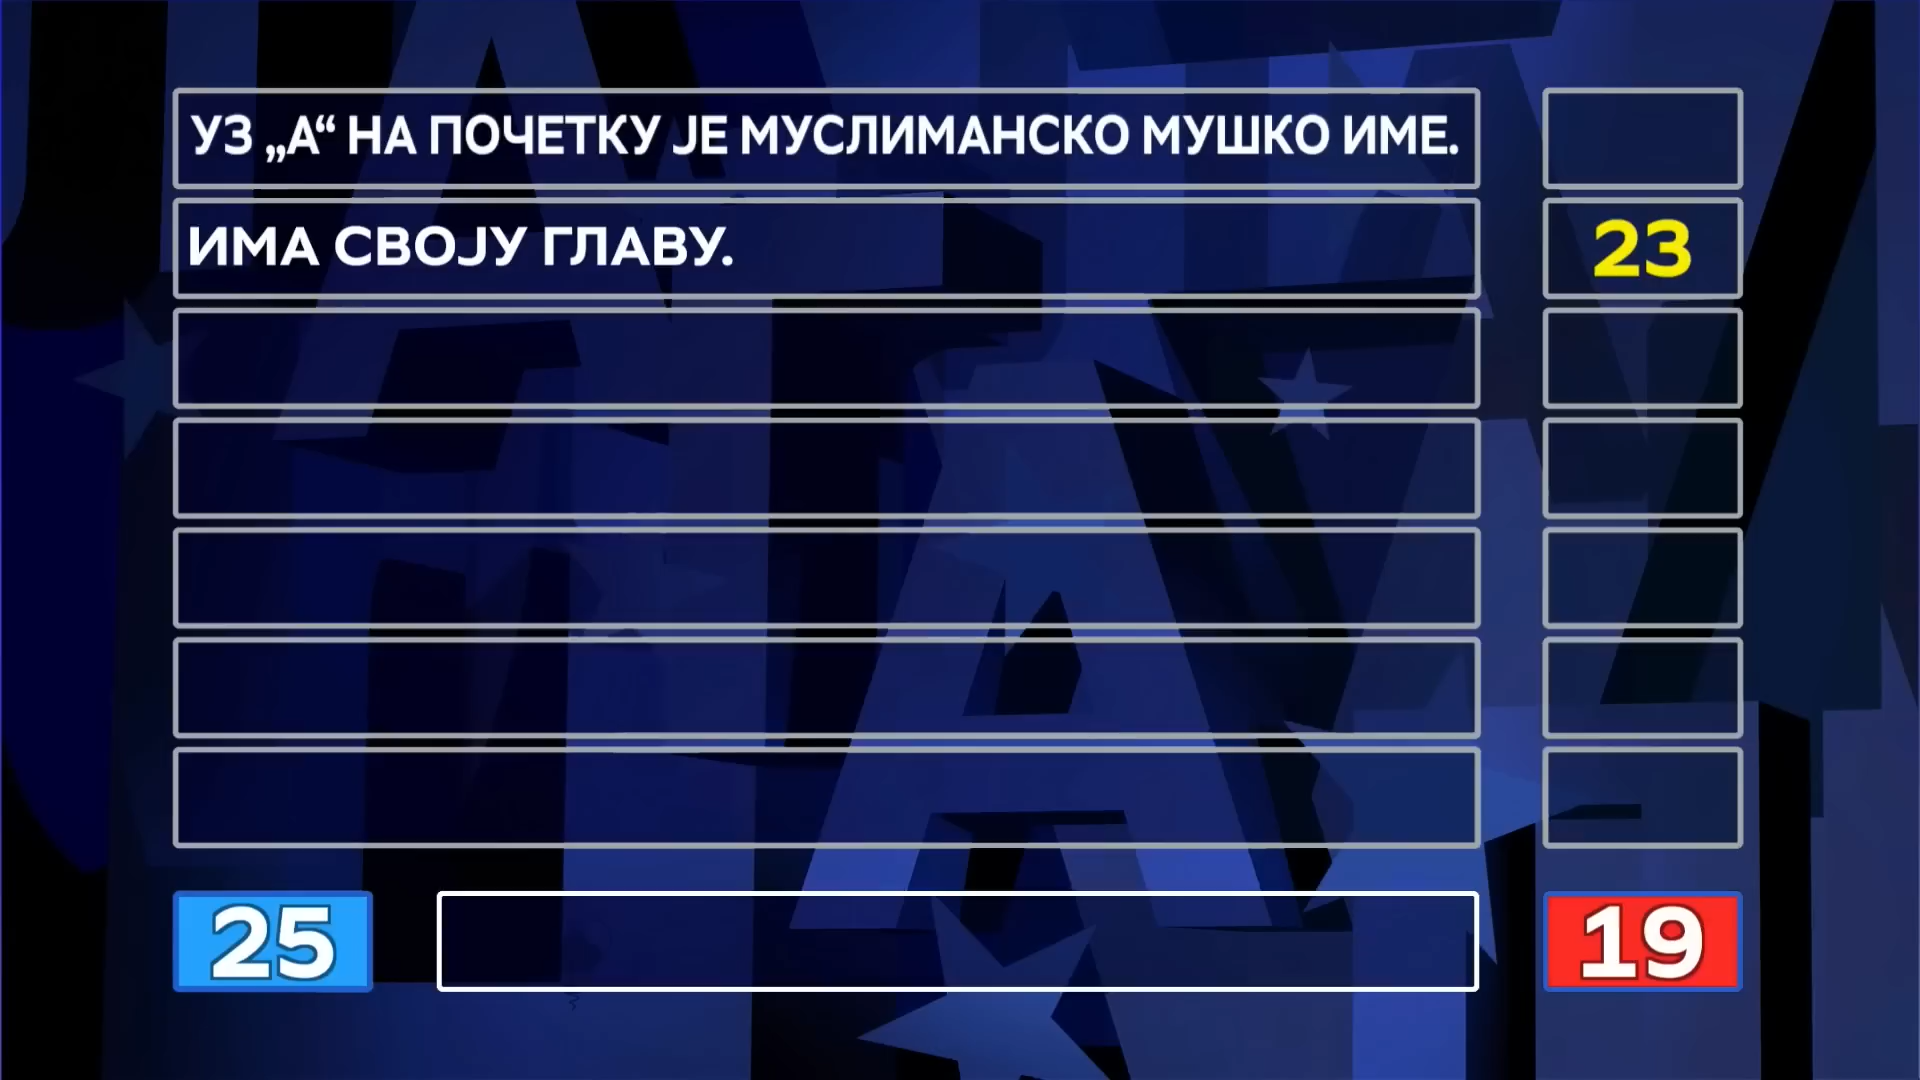 УЗ „А“ НА ПОЧЕТКУ ЈЕ МУСЛИМАНСКО МУШКО ИМЕ.
ИМА СВОЈУ ГЛАВУ.
23
25
19